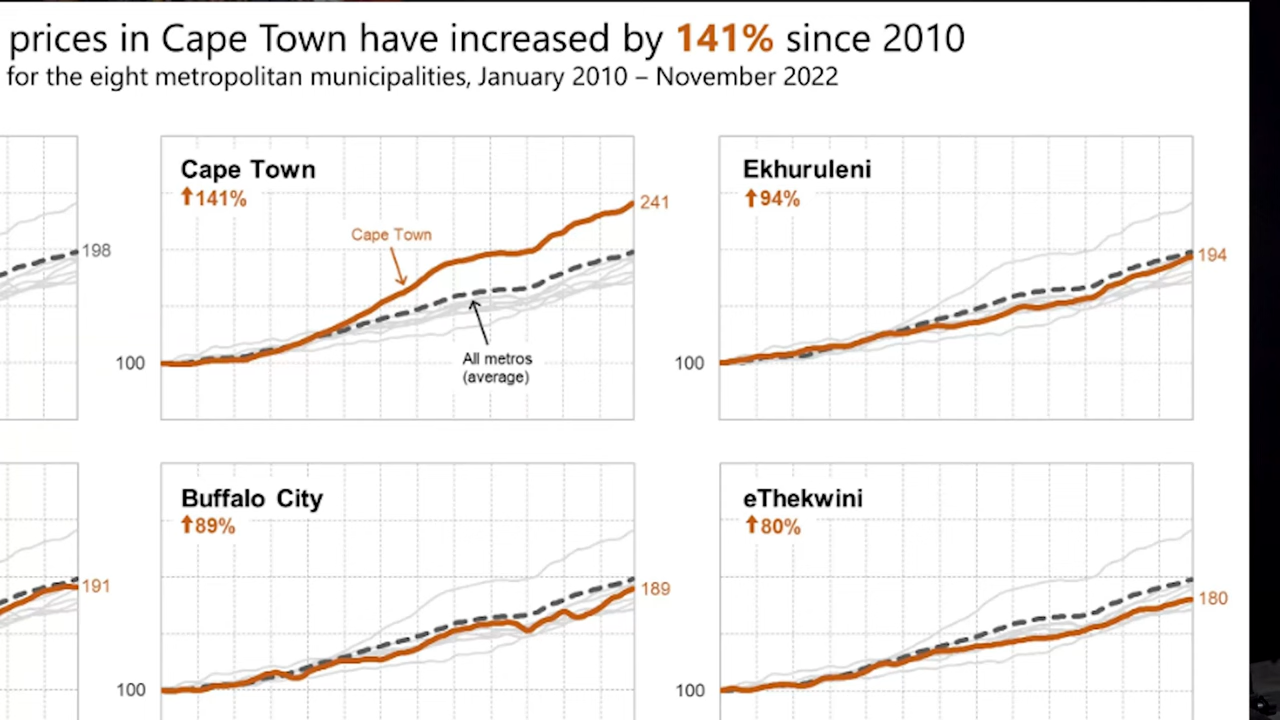 prices in Cape Town have increased by 141% since 2010
for the eight metropolitan municipalities, January 2010 – November 2022
198
Cape Town
141%
Cape Town
All metros
(average)
241
100
Ekhuruleni
94%
194
100
191
Buffalo City
89%
189
100
eThekwini
80%
180
100